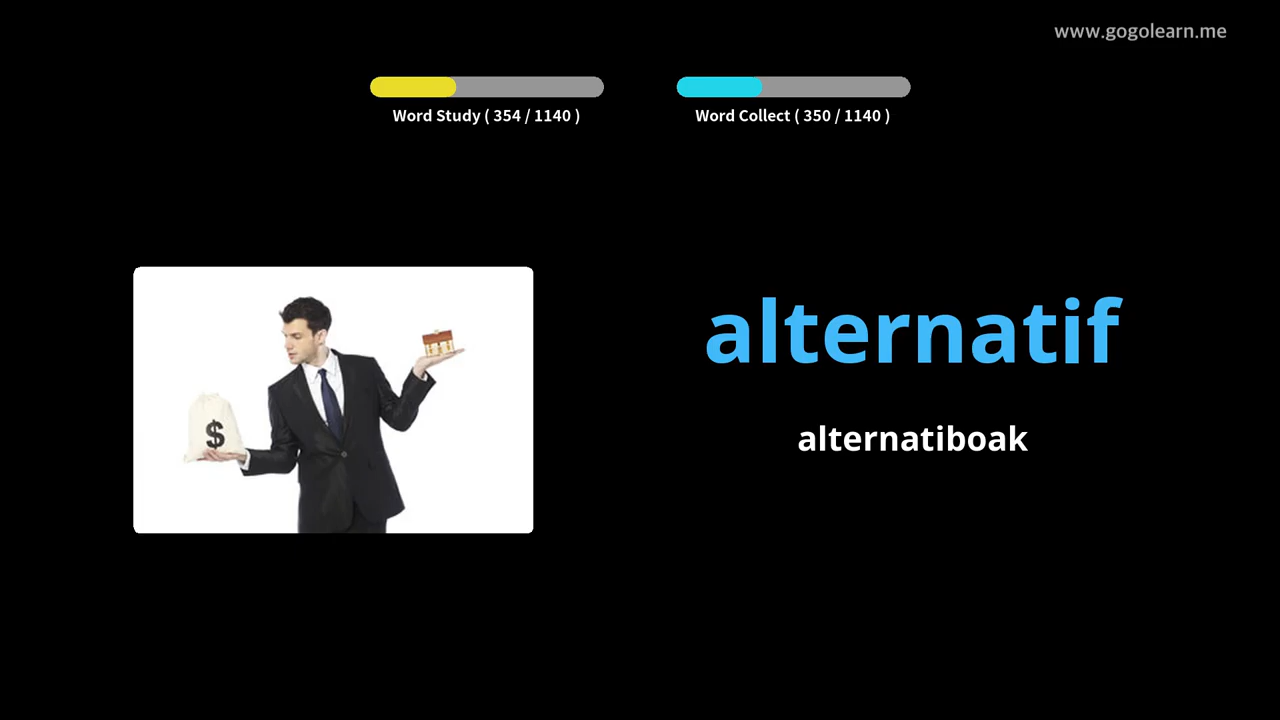 www.gogolearn.me
Word Study ( 354 / 1140 )
Word Collect ( 350 / 1140 )
$
alternatif
alternatiboak